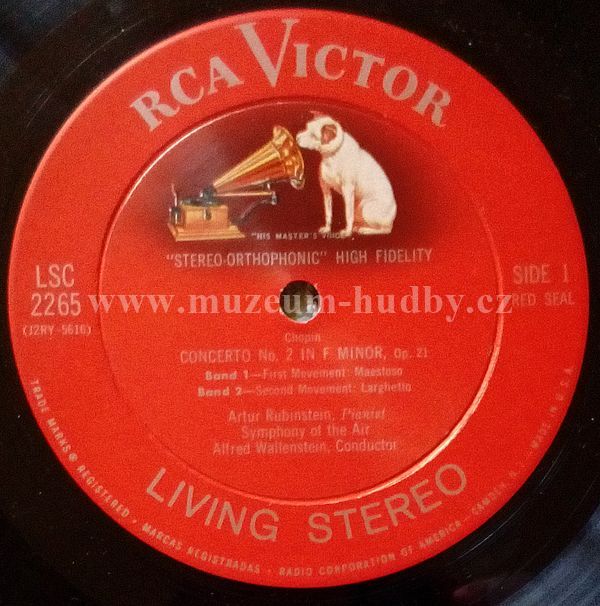 RCA VICTOR
"HIS MASTER'S VOICE"
"STEREO-ORTHOPHONIC" HIGH FIDELITY
LSC
2265
(J2RY-5616)
SIDE 1
RED SEAL
www.muzeum-hudby.cz
Chopin
CONCERTO No. 2 IN F MINOR, Op. 21
Band 1—First Movement: Maestoso
Band 2—Second Movement: Larghetto
Artur Rubinstein, Pianist
Symphony of the Air
Alfred Wallenstein, Conductor
LIVING STEREO
TRADE MARKS ® REGISTERED • MARCAS REGISTRADAS • RADIO CORPORATION OF AMERICA, CAMDEN, N.J. • MADE IN U.S.A.